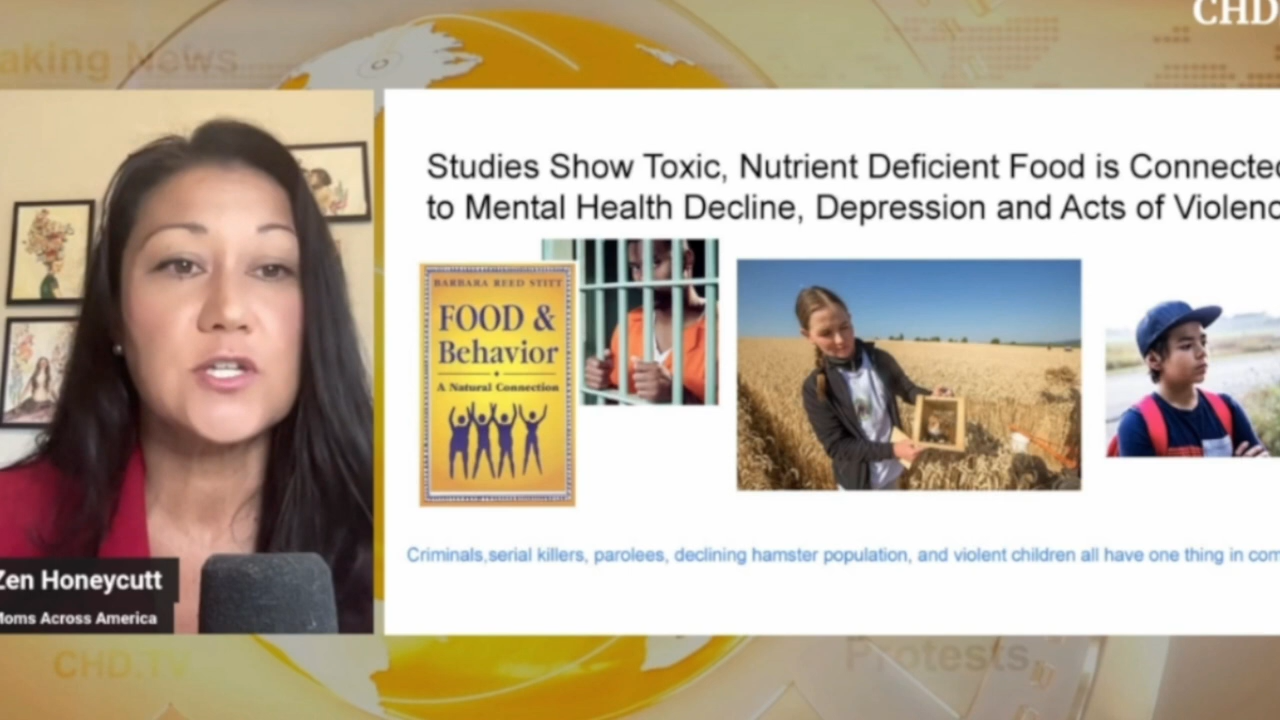 CHD
aking News
Studies Show Toxic, Nutrient Deficient Food is Connected
to Mental Health Decline, Depression and Acts of Violenc
BARBARA REED STITT
FOOD &
Behavior
A Natural Connection
Criminals,serial killers, parolees, declining hamster population, and violent children all have one thing in com
Zen Honeycutt
Moms Across America
CHD.TV
Protests